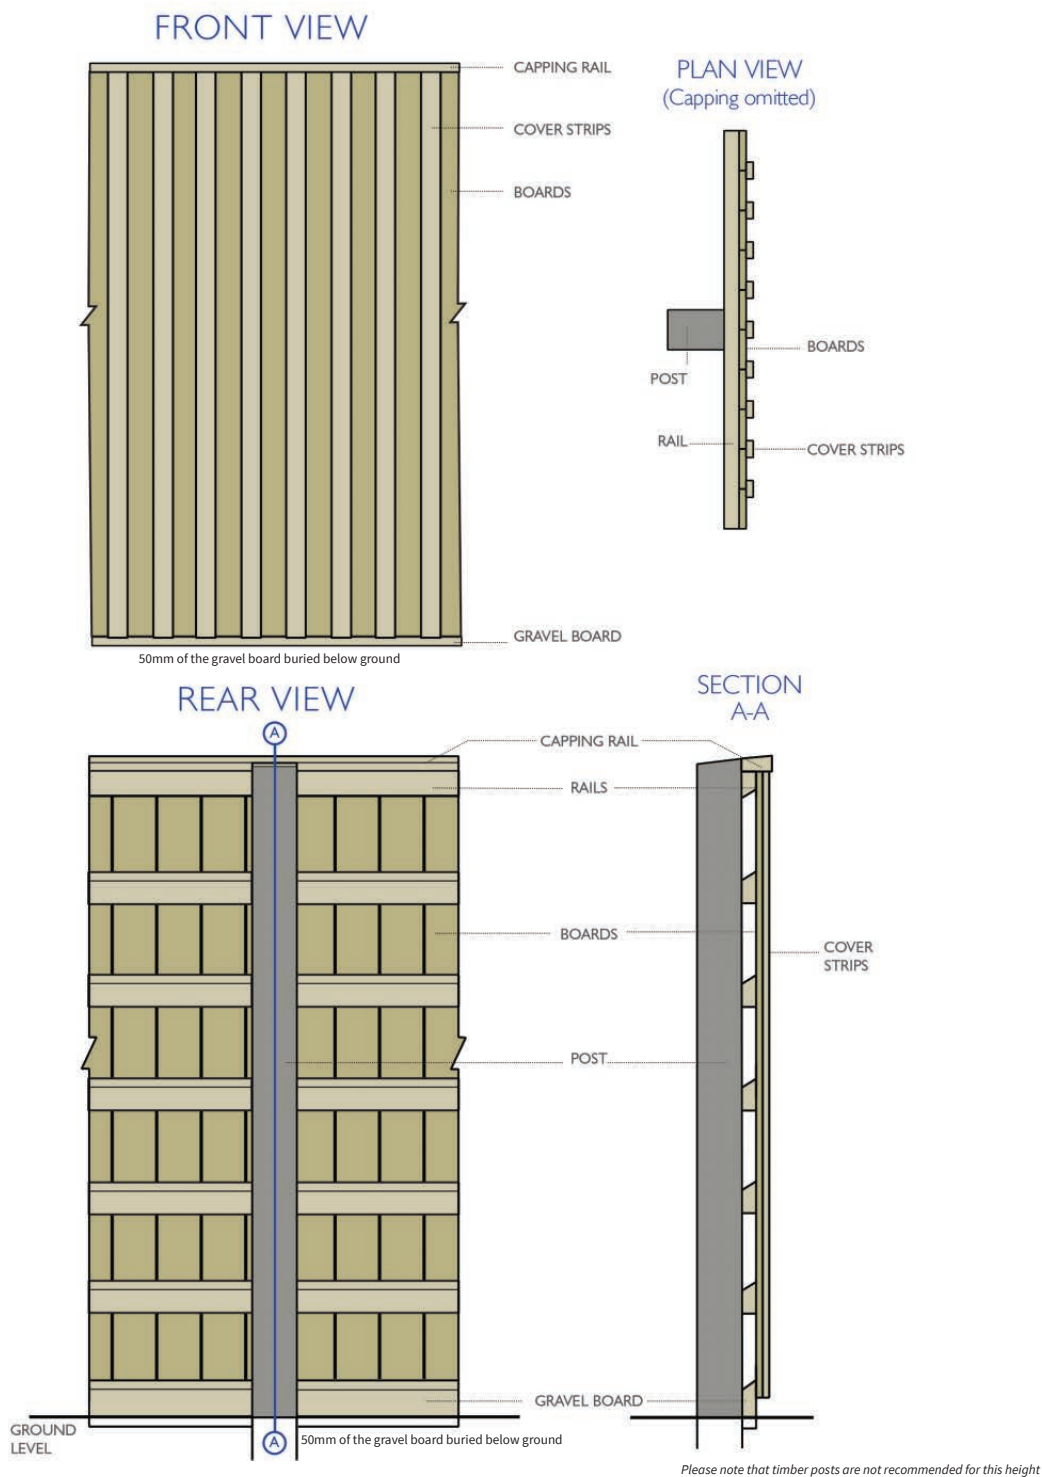 FRONT VIEW
CAPPING RAIL
COVER STRIPS
BOARDS
GRAVEL BOARD
50mm of the gravel board buried below ground
PLAN VIEW
(Capping omitted)
BOARDS
POST
RAIL
COVER STRIPS
REAR VIEW
A
SECTION
A-A
CAPPING RAIL
RAILS
BOARDS
COVER
STRIPS
POST
GRAVEL BOARD
GROUND
LEVEL
A
50mm of the gravel board buried below ground
Please note that timber posts are not recommended for this height